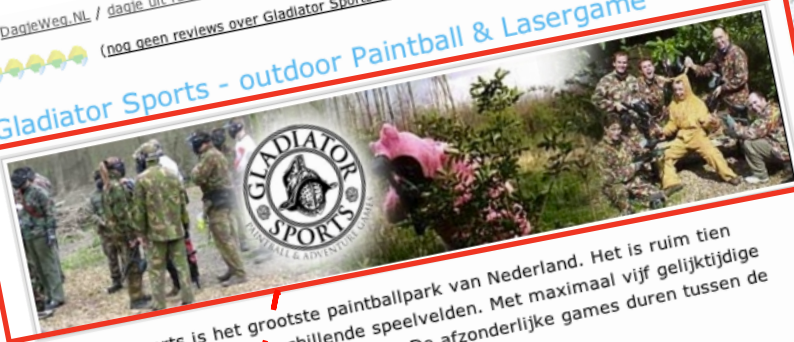 DagjeWeg.NL / dagje uit
(nog geen reviews over Gladiator Sports
Gladiator Sports - outdoor Paintball & Lasergame
GLADIATOR
SPORTS
PAINTBALL & ADVENTURE GAMES
is het grootste paintballpark van Nederland. Het is ruim tien
speelvelden. Met maximaal vijf gelijktijdige
De afzonderlijke games duren tussen de